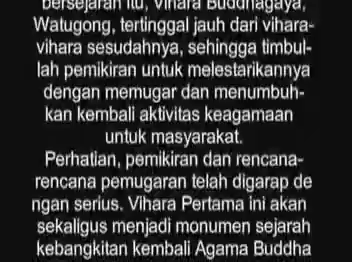 bersejarah itu, Vihara Buddhagaya,
Watugong, tertinggal jauh dari vihara-
vihara sesudahnya, sehingga timbul-
lah pemikiran untuk melestarikannya
dengan memugar dan menumbuh-
kan kembali aktivitas keagamaan
untuk masyarakat.
Perhatian, pemikiran dan rencana-
rencana pemugaran telah digarap de
ngan serius. Vihara Pertama ini akan
sekaligus menjadi monumen sejarah
kebangkitan kembali Agama Buddha